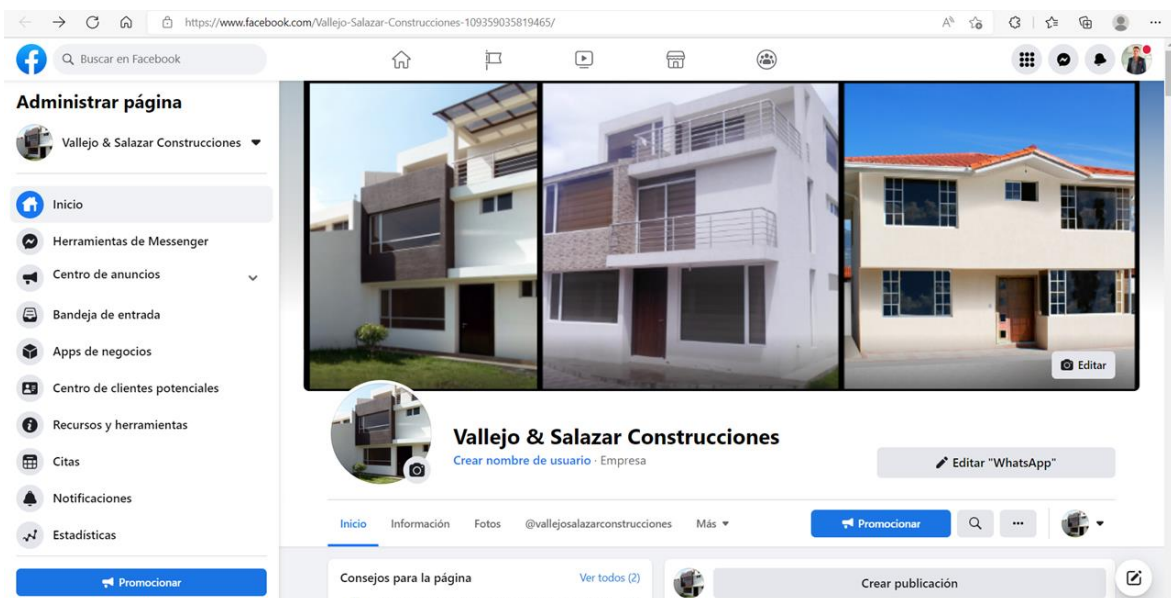 https://www.facebook.com/Vallejo-Salazar-Construcciones-109359035819465/
Buscar en Facebook
Administrar página
Vallejo & Salazar Construcciones
Inicio
Herramientas de Messenger
Centro de anuncios
Bandeja de entrada
Apps de negocios
Centro de clientes potenciales
Recursos y herramientas
Citas
Notificaciones
Estadísticas
Promocionar
Editar
Vallejo & Salazar Construcciones
Crear nombre de usuario · Empresa
Editar "WhatsApp"
Inicio Información Fotos @vallejosalazarconstrucciones Más
Promocionar
Consejos para la página Ver todos (2)
Crear publicación